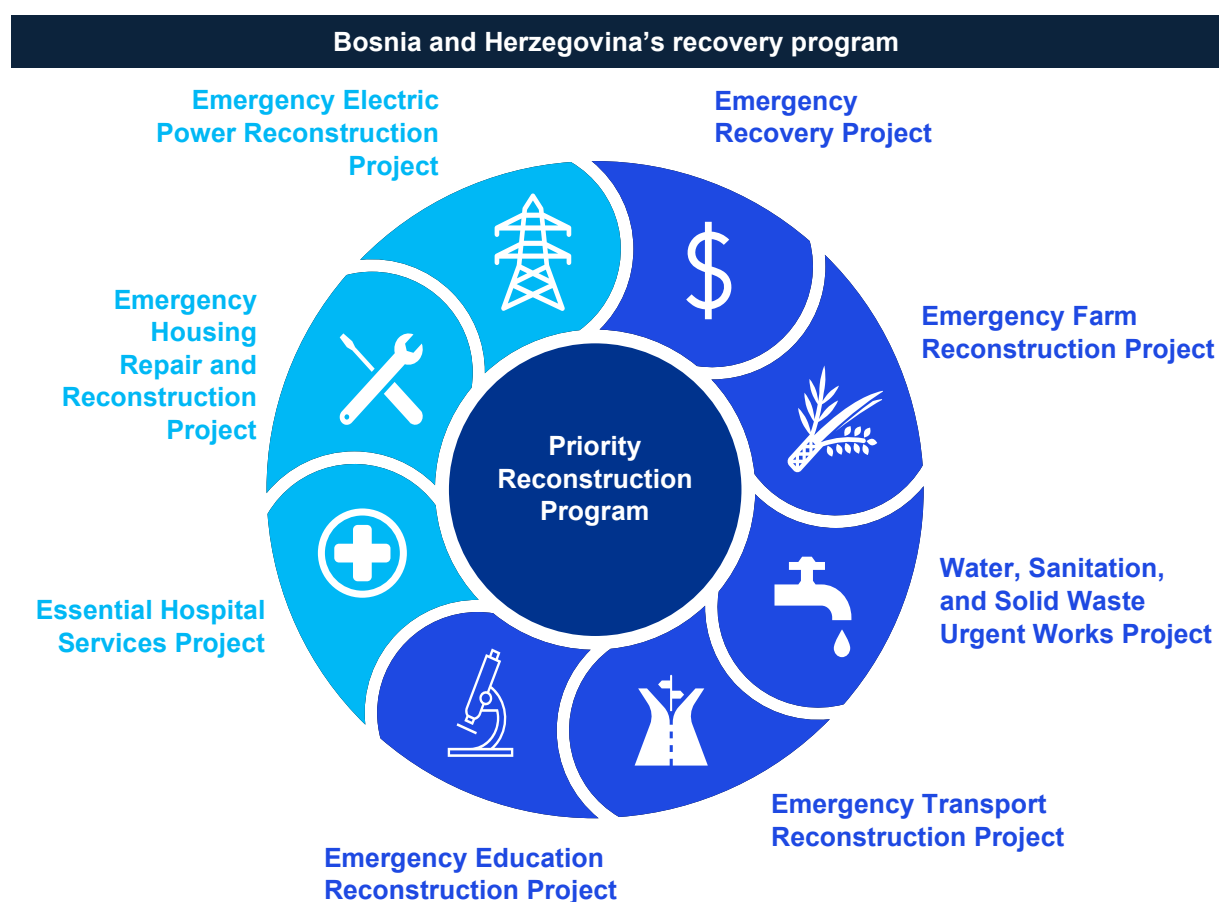 Bosnia and Herzegovina's recovery program
Emergency Electric
Power Reconstruction
Project
Emergency
Recovery Project
Emergency
Housing
Repair and
Reconstruction
Project
Emergency Farm
Reconstruction Project
Priority
Reconstruction
Program
Water, Sanitation,
and Solid Waste
Urgent Works Project
Essential Hospital
Services Project
Emergency Transport
Reconstruction Project
Emergency Education
Reconstruction Project